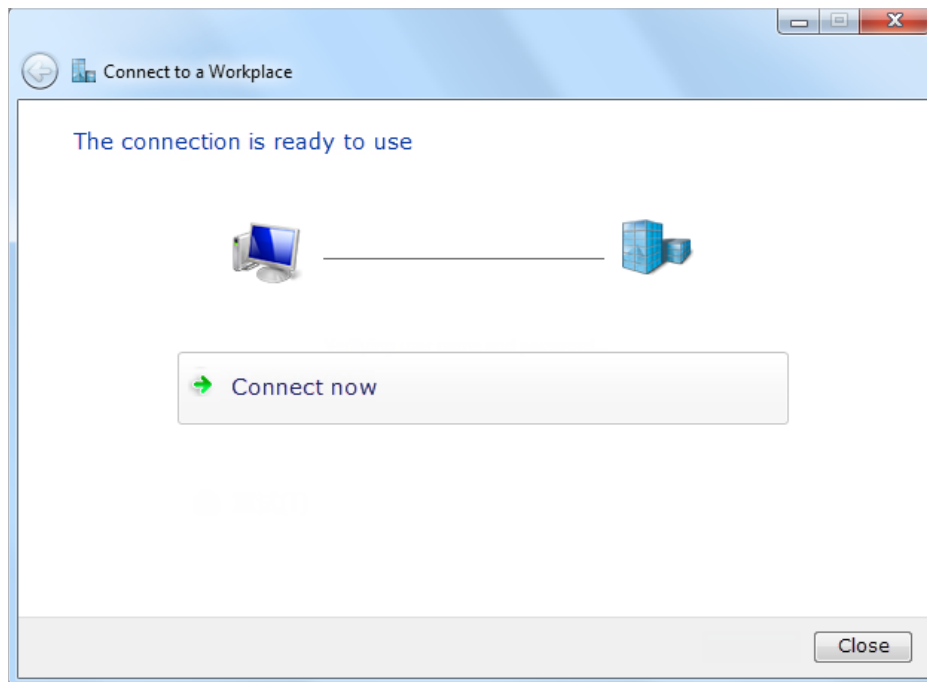 Connect to a Workplace
The connection is ready to use
Connect now
Close